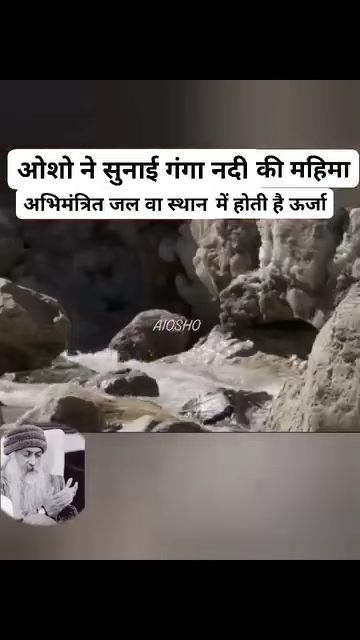 ओशो ने सुनाई गंगा नदी की महिमा
अभिमंत्रित जल वा स्थान में होती है ऊर्जा
AIOSHO